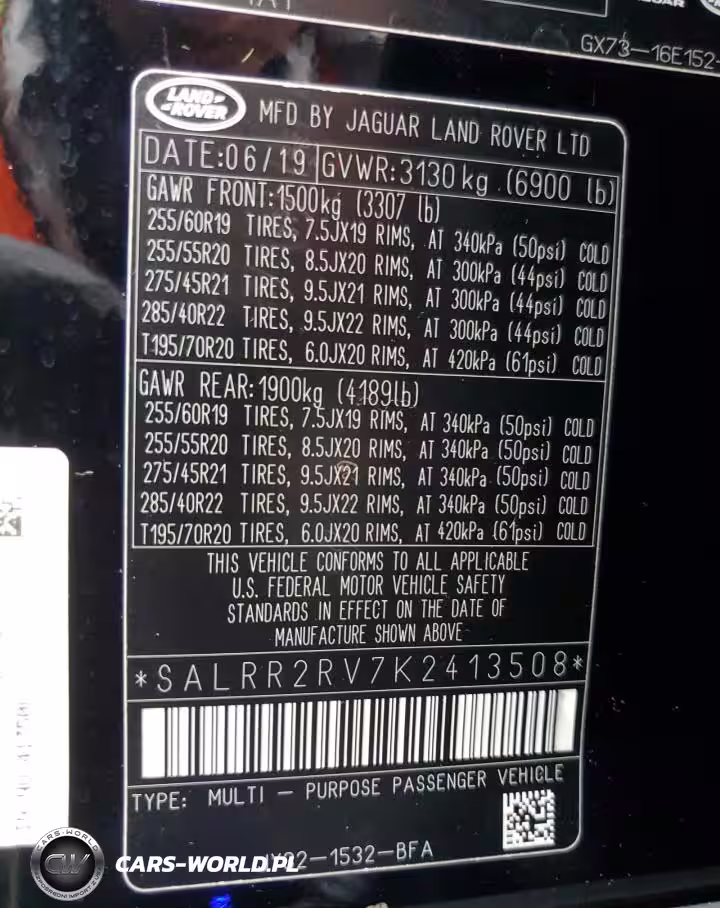 GX73-16E152-
LAND ROVER
MFD BY JAGUAR LAND ROVER LTD
DATE:06/19 GVWR:3130 kg (6900 lb)
GAWR FRONT:1500kg (3307 lb)
255/60R19 TIRES, 7.5JX19 RIMS, AT 340kPa (50psi) COLD
255/55R20 TIRES, 8.5JX20 RIMS, AT 300kPa (44psi) COLD
275/45R21 TIRES, 9.5JX21 RIMS, AT 300kPa (44psi) COLD
285/40R22 TIRES, 9.5JX22 RIMS, AT 300kPa (44psi) COLD
T195/70R20 TIRES, 6.0JX20 RIMS, AT 420kPa (61psi) COLD
GAWR REAR:1900kg (4189lb)
255/60R19 TIRES, 7.5JX19 RIMS, AT 340kPa (50psi) COLD
255/55R20 TIRES, 8.5JX20 RIMS, AT 340kPa (50psi) COLD
275/45R21 TIRES, 9.5JX21 RIMS, AT 340kPa (50psi) COLD
285/40R22 TIRES, 9.5JX22 RIMS, AT 340kPa (50psi) COLD
T195/70R20 TIRES, 6.0JX20 RIMS, AT 420kPa (61psi) COLD
THIS VEHICLE CONFORMS TO ALL APPLICABLE
U.S. FEDERAL MOTOR VEHICLE SAFETY
STANDARDS IN EFFECT ON THE DATE OF
MANUFACTURE SHOWN ABOVE
*SALRR2RV7K2413508*
TYPE: MULTI - PURPOSE PASSENGER VEHICLE
-1532-BFA
CARS-WORLD.PL
CARS-WORLD
CW